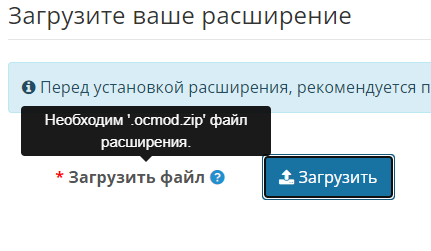 Загрузите ваше расширение
Перед установкой расширения, рекомендуется п
Необходим '.ocmod.zip' файл
расширения.
* Загрузить файл
Загрузить